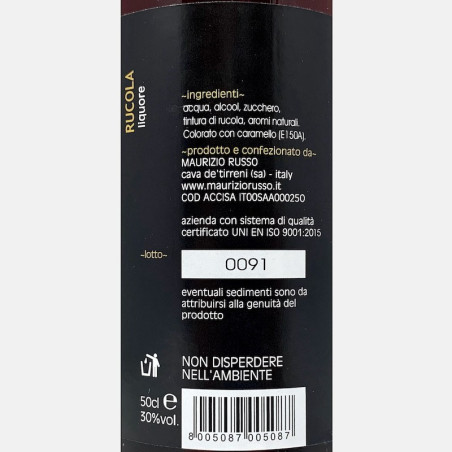 RUCOLA
liquore
~ingredienti~
acqua, alcool, zucchero,
tintura di rucola, aromi naturali.
Colorato con caramello (E150A).
~prodotto e confezionato da~
MAURIZIO RUSSO
cava de'tirreni (sa) - italy
www.mauriziorusso.it
COD ACCISA IT00SAA000250
azienda con sistema di qualità
certificato UNI EN ISO 9001:2015
~lotto~
0091
eventuali sedimenti sono da
attribuirsi alla genuità del
prodotto
NON DISPERDERE
NELL'AMBIENTE
50cl e
30%vol.
8 005087 005087